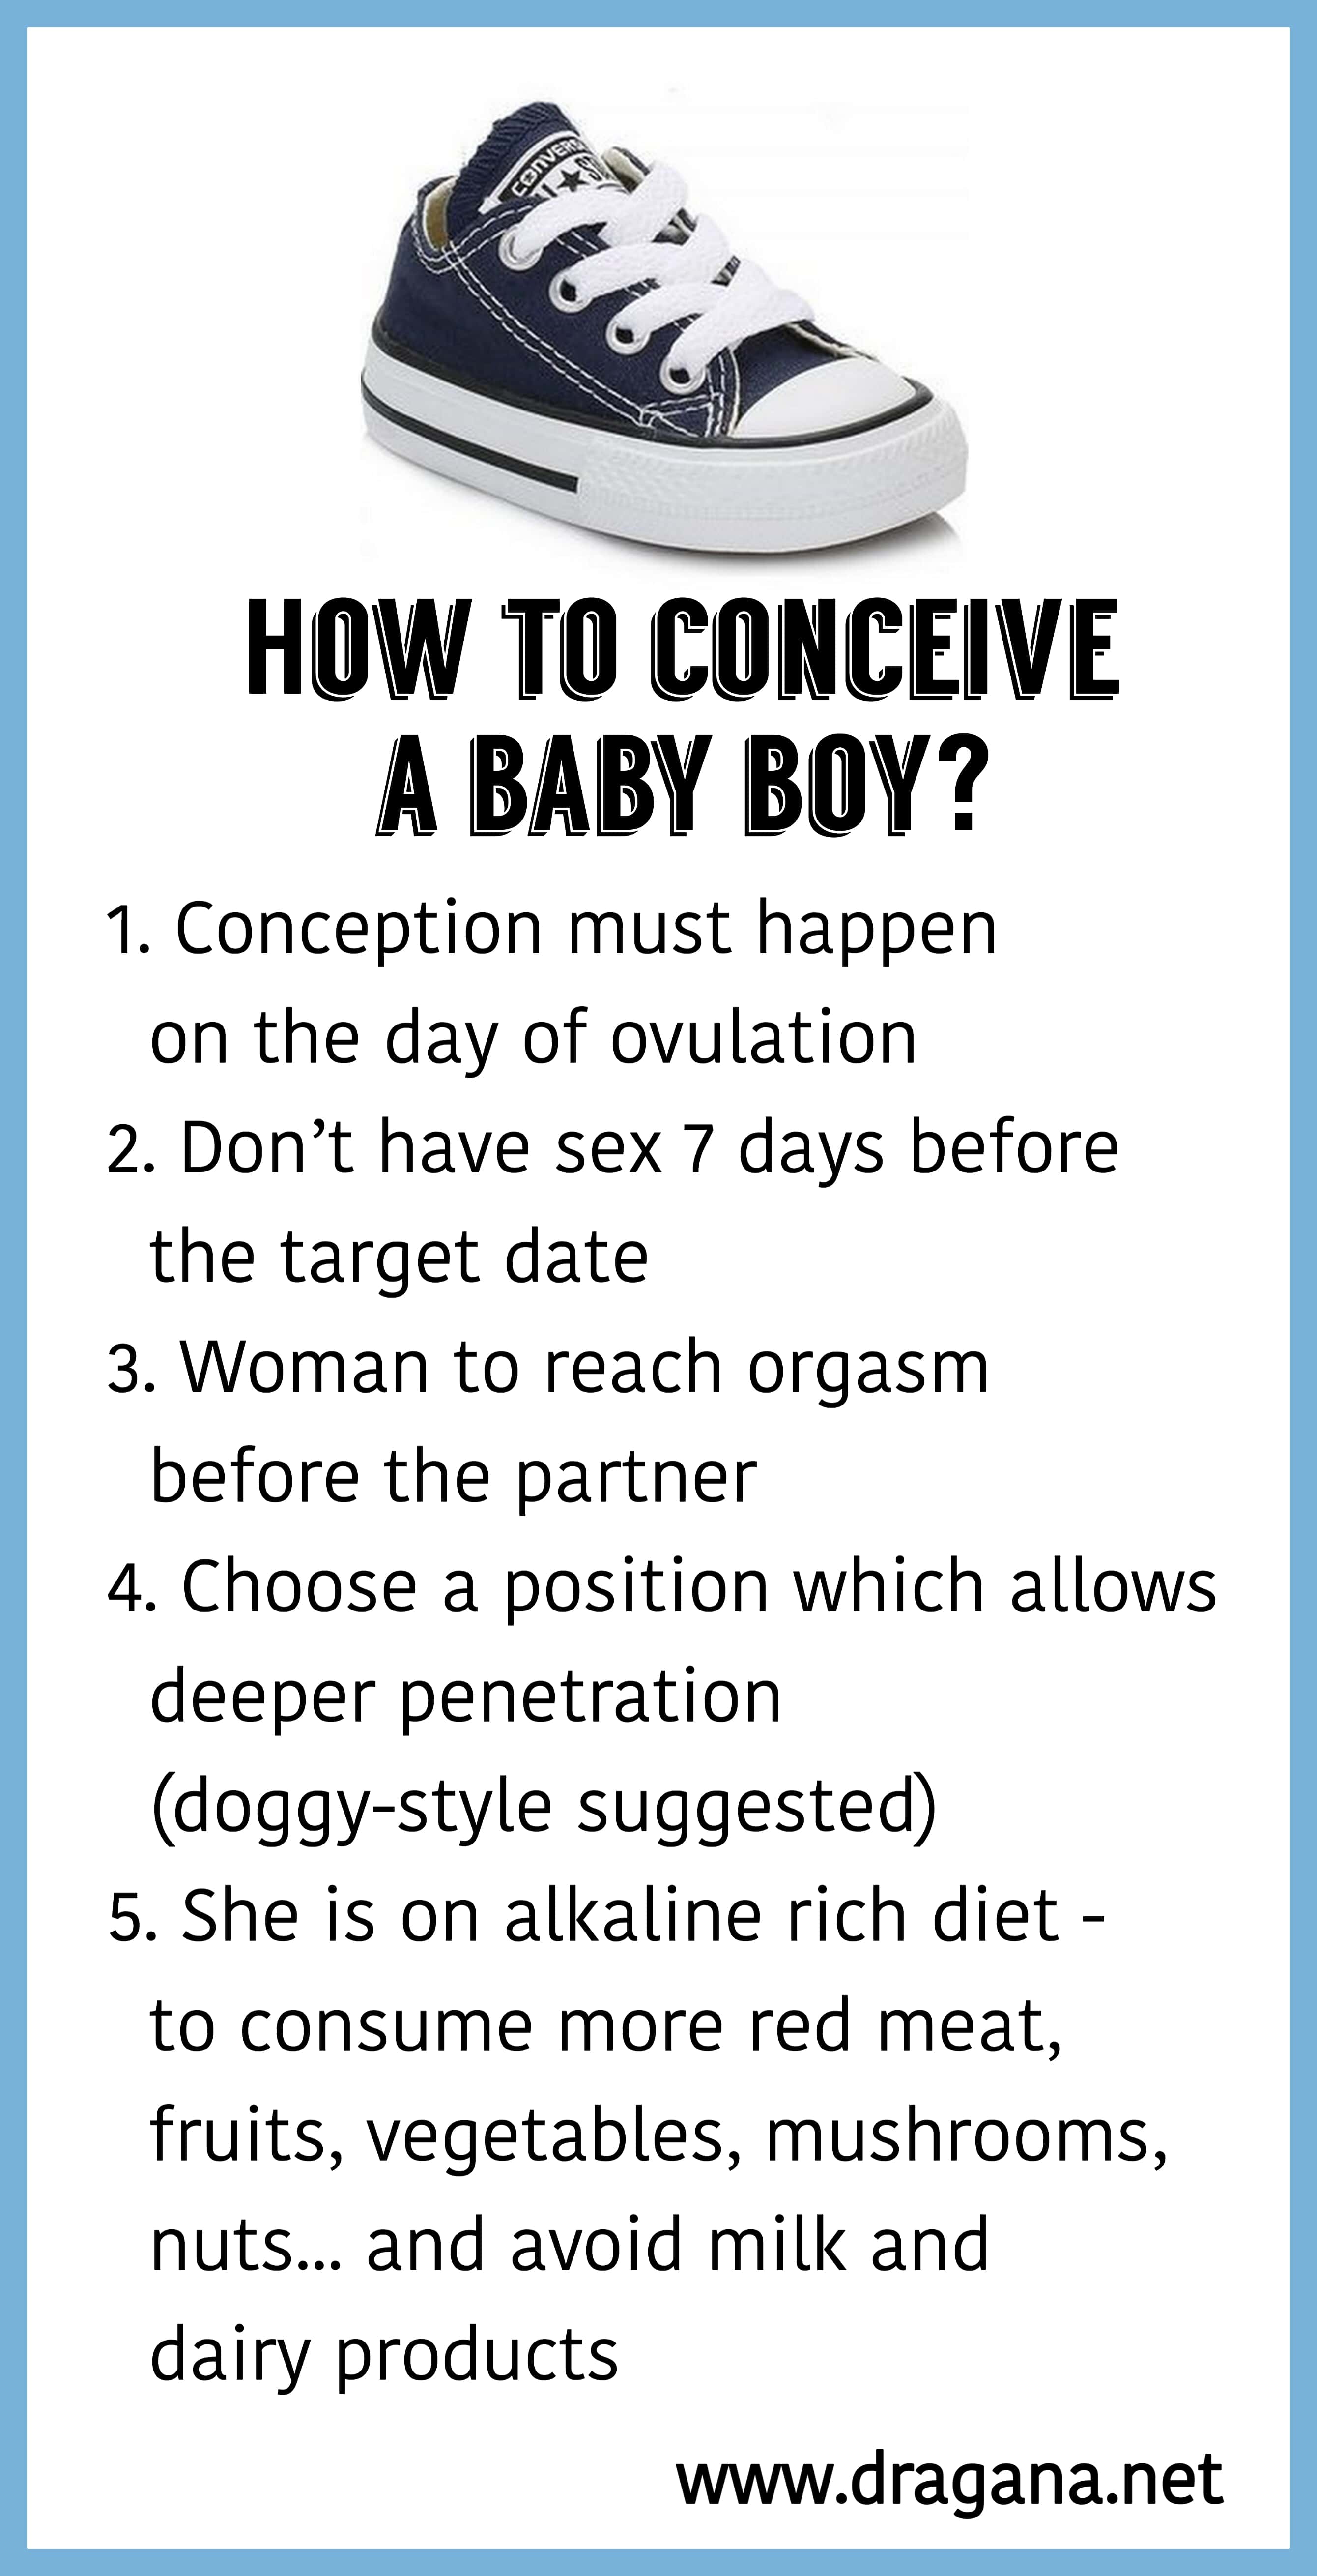 CONVERS
HOW TO CONCEIVE
A BABY BOY?
1. Conception must happen
on the day of ovulation
2. Don’t have sex 7 days before
the target date
3. Woman to reach orgasm
before the partner
4. Choose a position which allows
deeper penetration
(doggy-style suggested)
5. She is on alkaline rich diet -
to consume more red meat,
fruits, vegetables, mushrooms,
nuts... and avoid milk and
dairy products
www.dragana.net